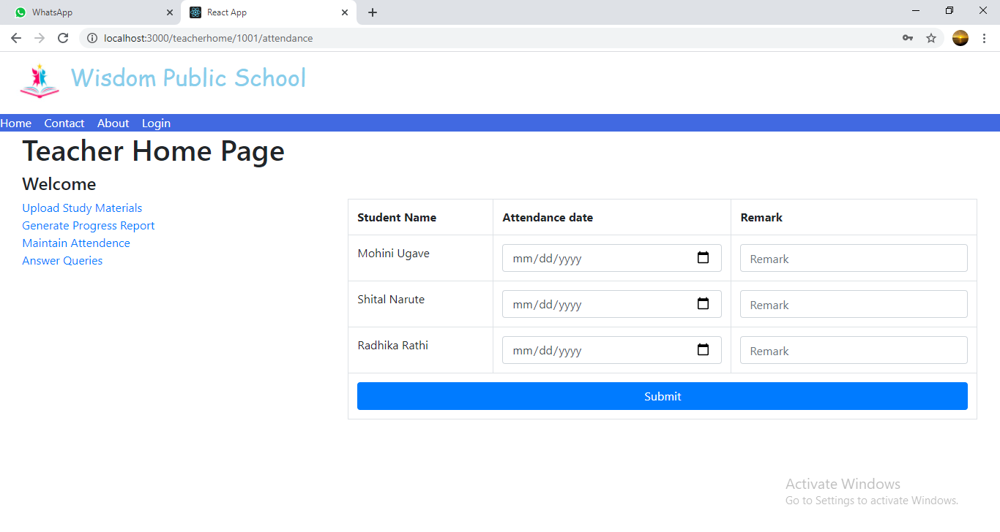 WhatsApp
React App
localhost:3000/teacherhome/1001/attendance
Wisdom Public School
Home Contact About Login
Teacher Home Page
Welcome
Upload Study Materials
Generate Progress Report
Maintain Attendence
Answer Queries
Student Name Attendance date Remark
Mohini Ugave mm/dd/yyyy Remark
Shital Narute mm/dd/yyyy Remark
Radhika Rathi mm/dd/yyyy Remark
Submit
Activate Windows
Go to Settings to activate Windows.